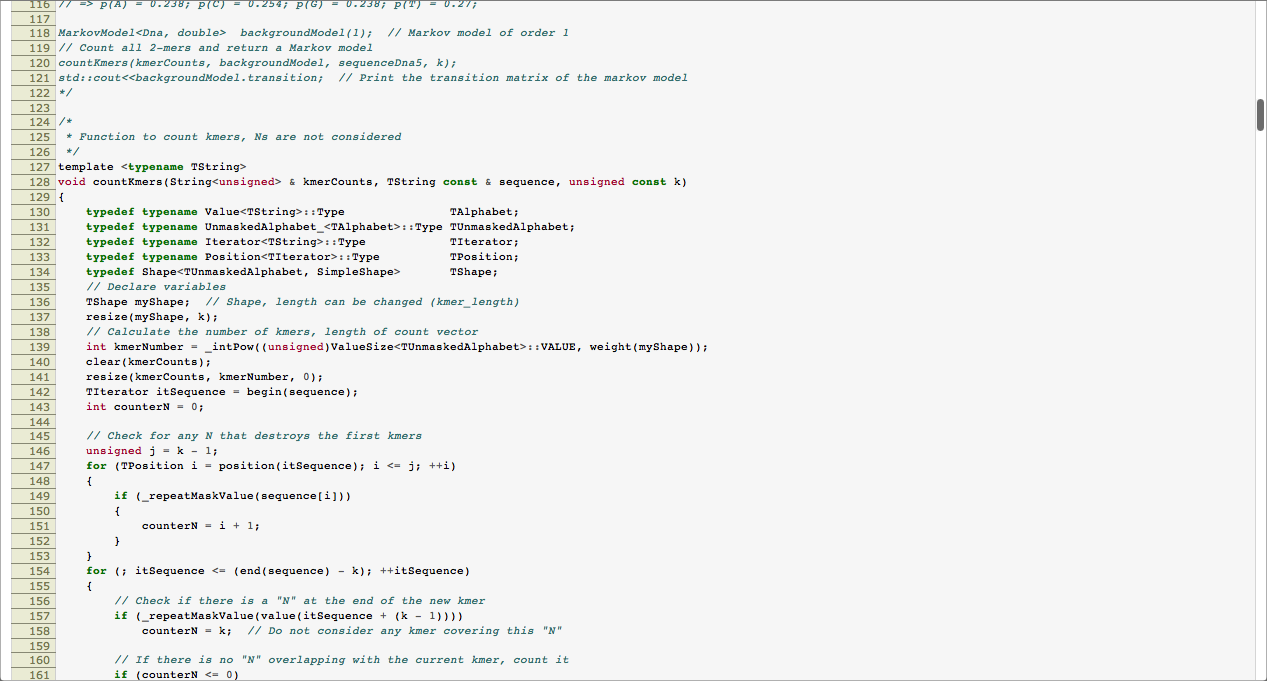 116 // => p(A) = 0.238; p(C) = 0.254; p(G) = 0.238; p(T) = 0.27;
117
118 MarkovModel<Dna, double>  backgroundModel(1);  // Markov model of order 1
119 // Count all 2-mers and return a Markov model
120 countKmers(kmerCounts, backgroundModel, sequenceDna5, k);
121 std::cout<<backgroundModel.transition;  // Print the transition matrix of the markov model
122 */
123
124 /*
125  * Function to count kmers, Ns are not considered
126  */
127 template <typename TString>
128 void countKmers(String<unsigned> & kmerCounts, TString const & sequence, unsigned const k)
129 {
130     typedef typename Value<TString>::Type               TAlphabet;
131     typedef typename UnmaskedAlphabet_<TAlphabet>::Type TUnmaskedAlphabet;
132     typedef typename Iterator<TString>::Type            TIterator;
133     typedef typename Position<TIterator>::Type          TPosition;
134     typedef Shape<TUnmaskedAlphabet, SimpleShape>       TShape;
135     // Declare variables
136     TShape myShape;  // Shape, length can be changed (kmer_length)
137     resize(myShape, k);
138     // Calculate the number of kmers, length of count vector
139     int kmerNumber = _intPow((unsigned)ValueSize<TUnmaskedAlphabet>::VALUE, weight(myShape));
140     clear(kmerCounts);
141     resize(kmerCounts, kmerNumber, 0);
142     TIterator itSequence = begin(sequence);
143     int counterN = 0;
144
145     // Check for any N that destroys the first kmers
146     unsigned j = k - 1;
147     for (TPosition i = position(itSequence); i <= j; ++i)
148     {
149         if (_repeatMaskValue(sequence[i]))
150         {
151             counterN = i + 1;
152         }
153     }
154     for (; itSequence <= (end(sequence) - k); ++itSequence)
155     {
156         // Check if there is a "N" at the end of the new kmer
157         if (_repeatMaskValue(value(itSequence + (k - 1))))
158             counterN = k;  // Do not consider any kmer covering this "N"
159
160         // If there is no "N" overlapping with the current kmer, count it
161         if (counterN <= 0)